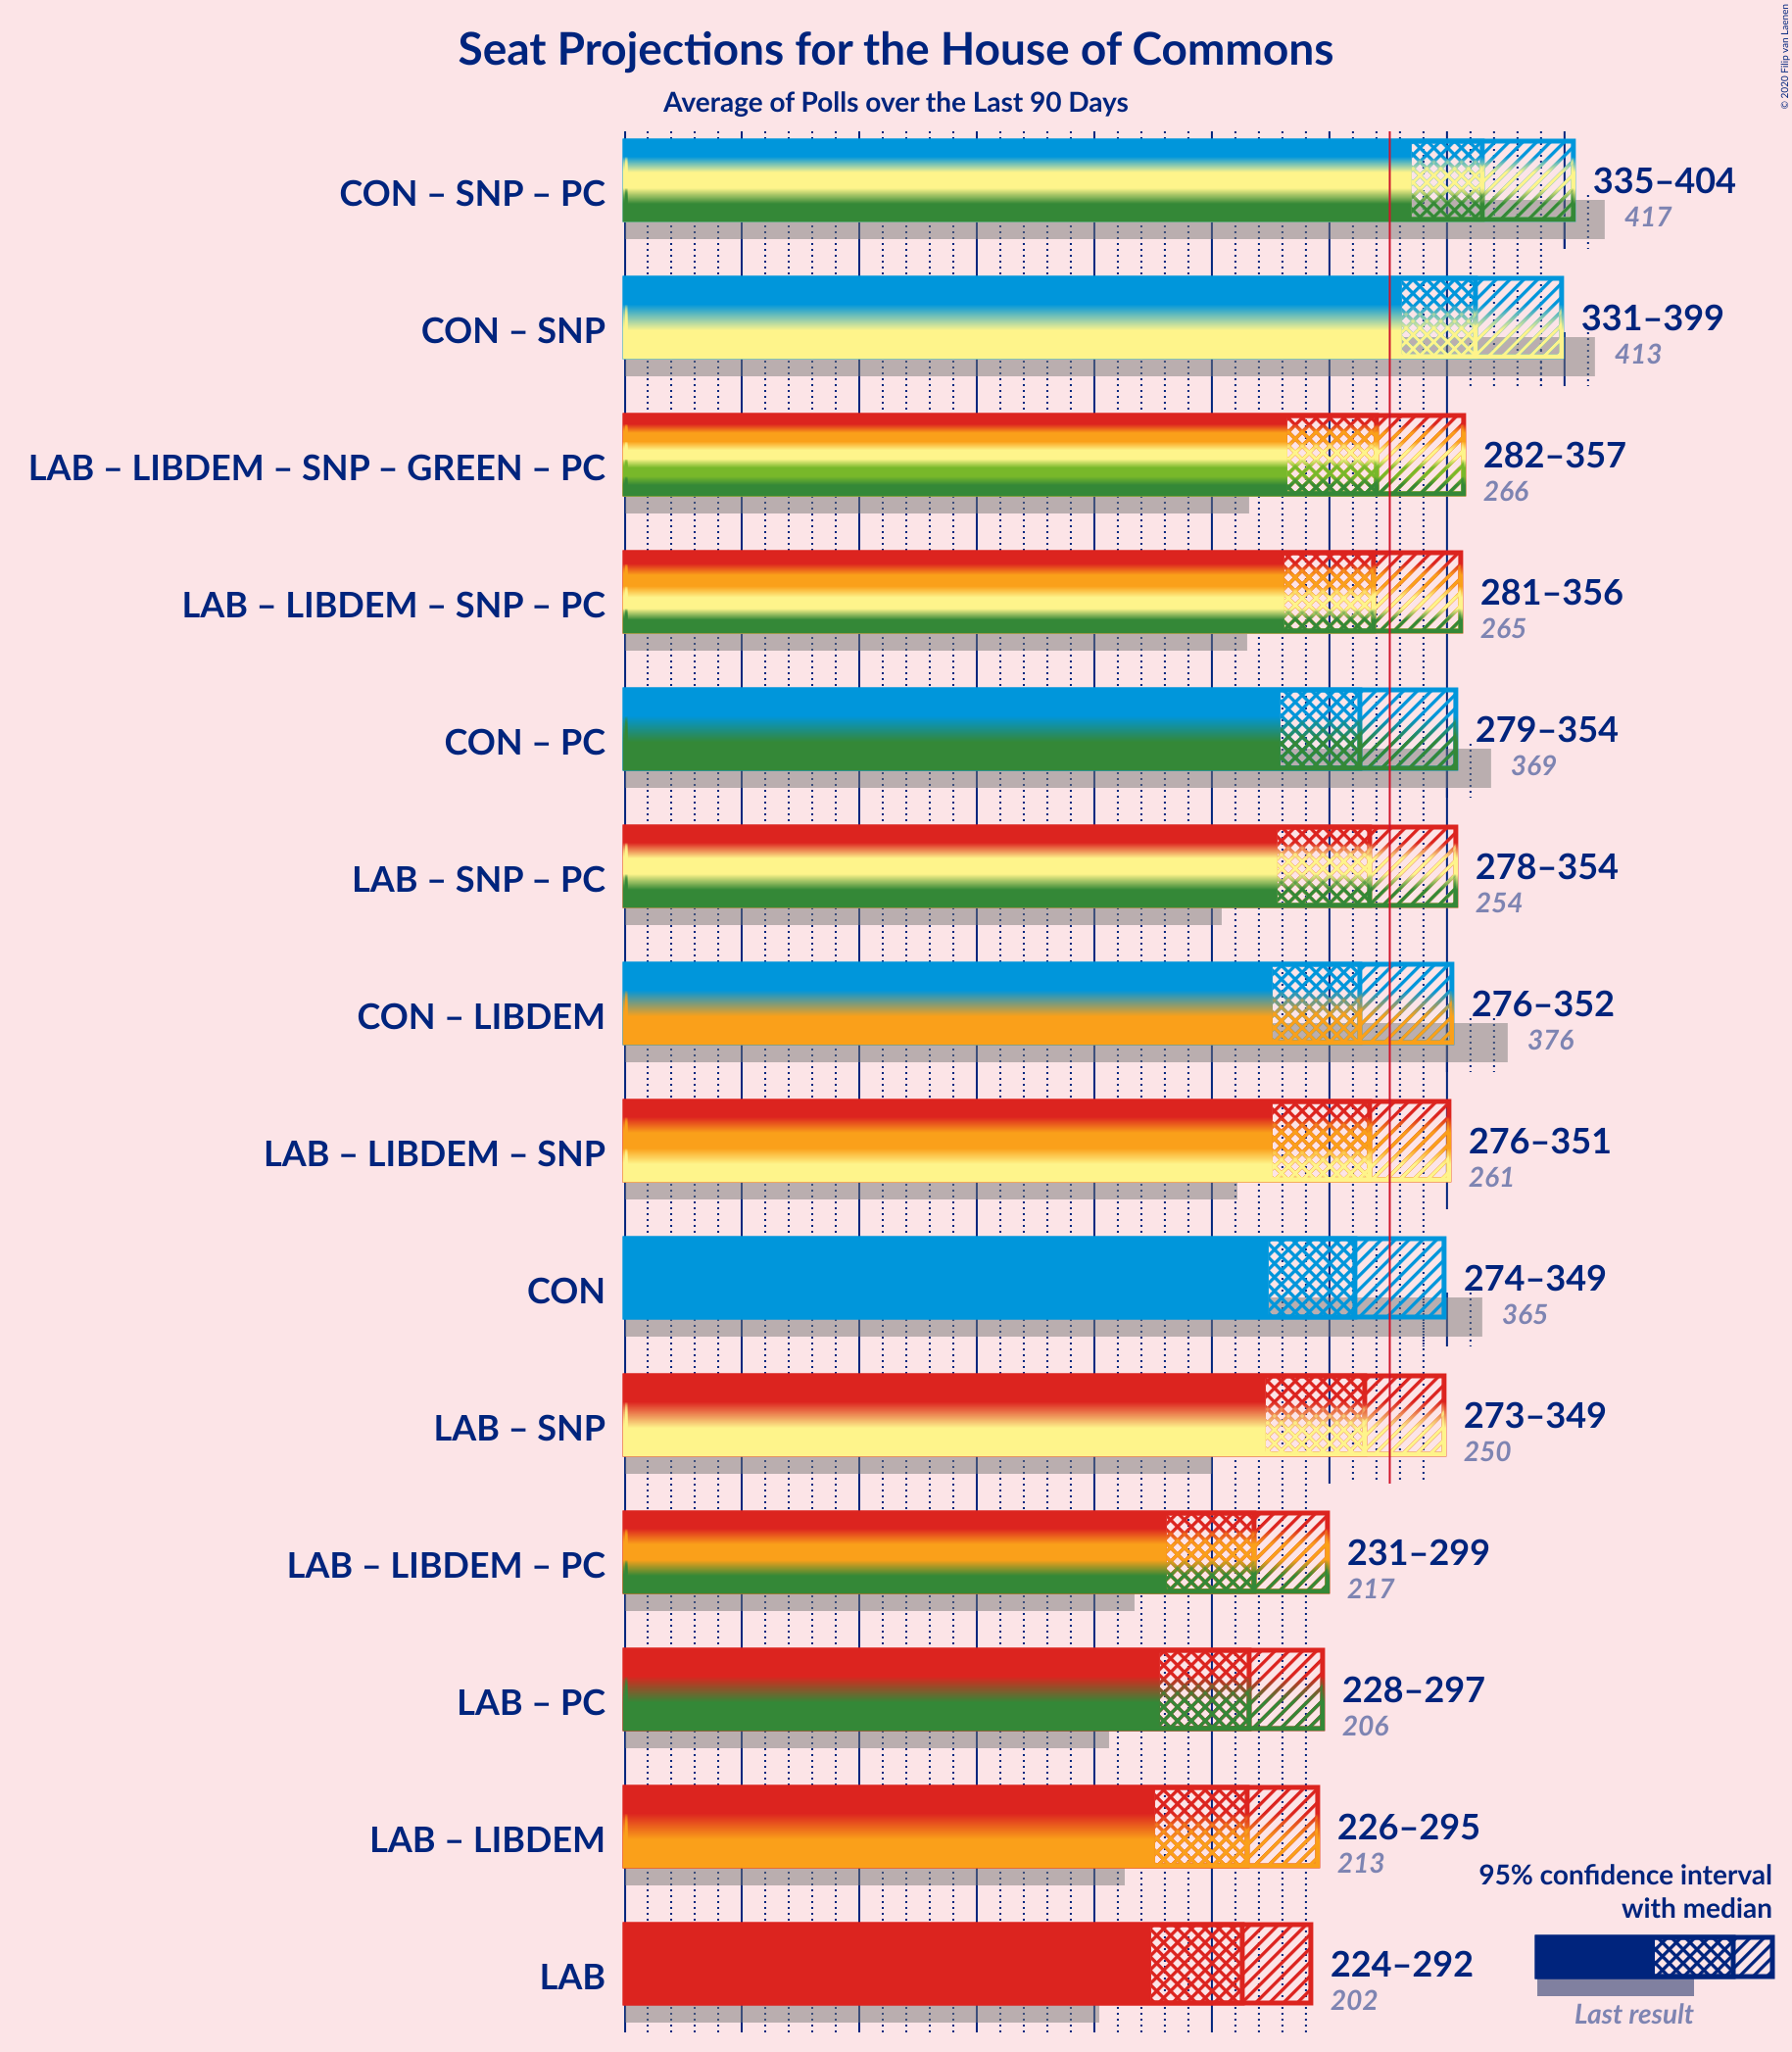 Seat Projections for the House of Commons
Average of Polls over the Last 90 Days
© 2020 Filip van Laenen
CON – SNP – PC
335–404
417
CON – SNP
331–399
413
LAB – LIBDEM – SNP – GREEN – PC
282–357
266
LAB – LIBDEM – SNP – PC
281–356
265
CON – PC
279–354
369
LAB – SNP – PC
278–354
254
CON – LIBDEM
276–352
376
LAB – LIBDEM – SNP
276–351
261
CON
274–349
365
LAB – SNP
273–349
250
LAB – LIBDEM – PC
231–299
217
LAB – PC
228–297
206
LAB – LIBDEM
226–295
213
LAB
224–292
202
95% confidence interval
with median
Last result